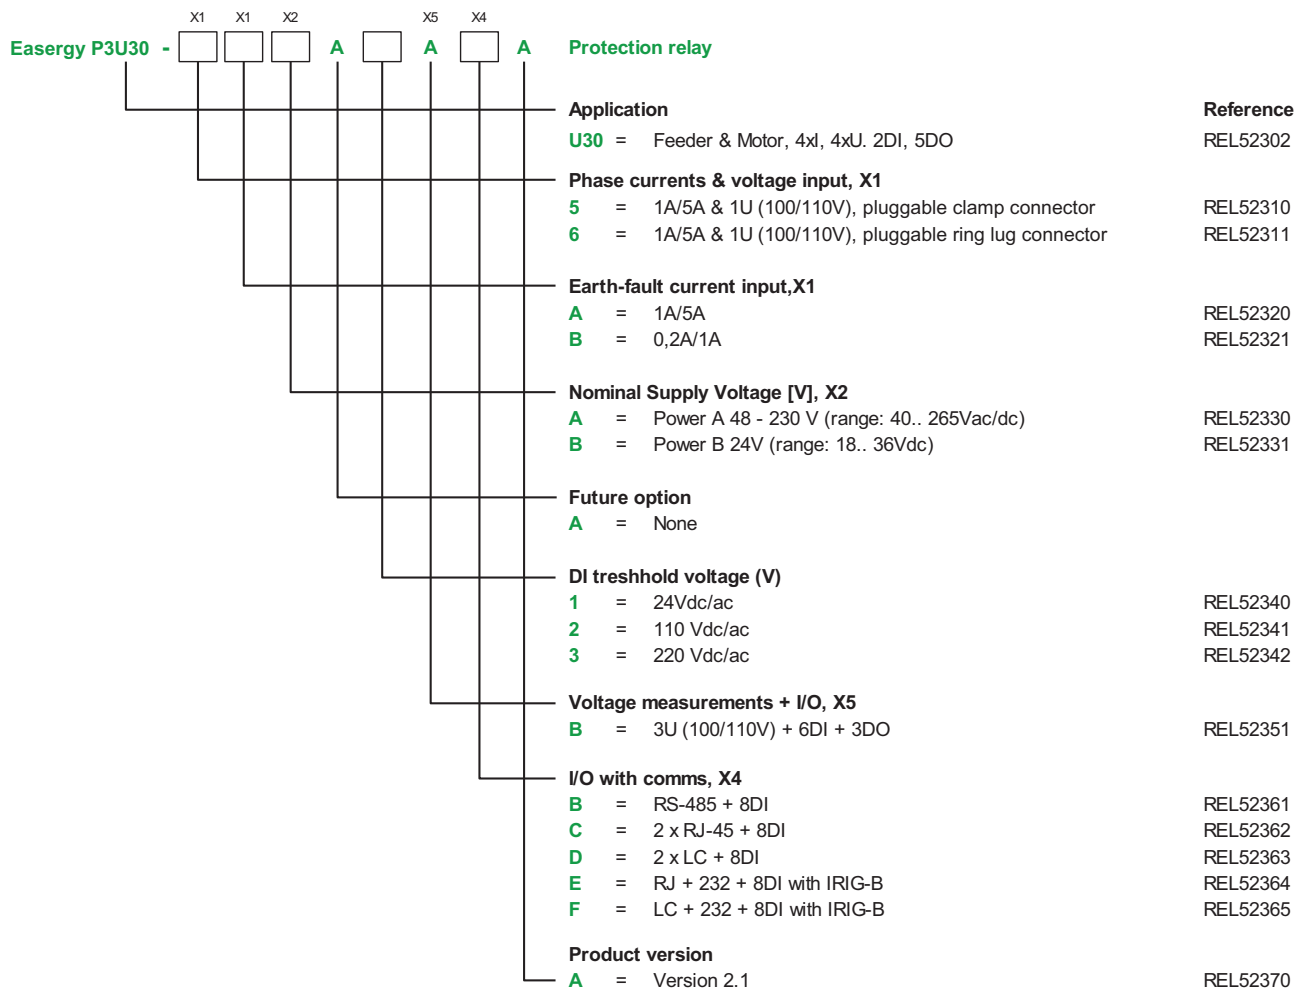 X1 X1 X2 X5 X4
Easergy P3U30 - A A A Protection relay
Application Reference
U30 = Feeder & Motor, 4xI, 4xU. 2DI, 5DO REL52302
Phase currents & voltage input, X1
5 = 1A/5A & 1U (100/110V), pluggable clamp connector REL52310
6 = 1A/5A & 1U (100/110V), pluggable ring lug connector REL52311
Earth-fault current input,X1
A = 1A/5A REL52320
B = 0,2A/1A REL52321
Nominal Supply Voltage [V], X2
A = Power A 48 - 230 V (range: 40.. 265Vac/dc) REL52330
B = Power B 24V (range: 18.. 36Vdc) REL52331
Future option
A = None
DI treshhold voltage (V)
1 = 24Vdc/ac REL52340
2 = 110 Vdc/ac REL52341
3 = 220 Vdc/ac REL52342
Voltage measurements + I/O, X5
B = 3U (100/110V) + 6DI + 3DO REL52351
I/O with comms, X4
B = RS-485 + 8DI REL52361
C = 2 x RJ-45 + 8DI REL52362
D = 2 x LC + 8DI REL52363
E = RJ + 232 + 8DI with IRIG-B REL52364
F = LC + 232 + 8DI with IRIG-B REL52365
Product version
A = Version 2.1 REL52370